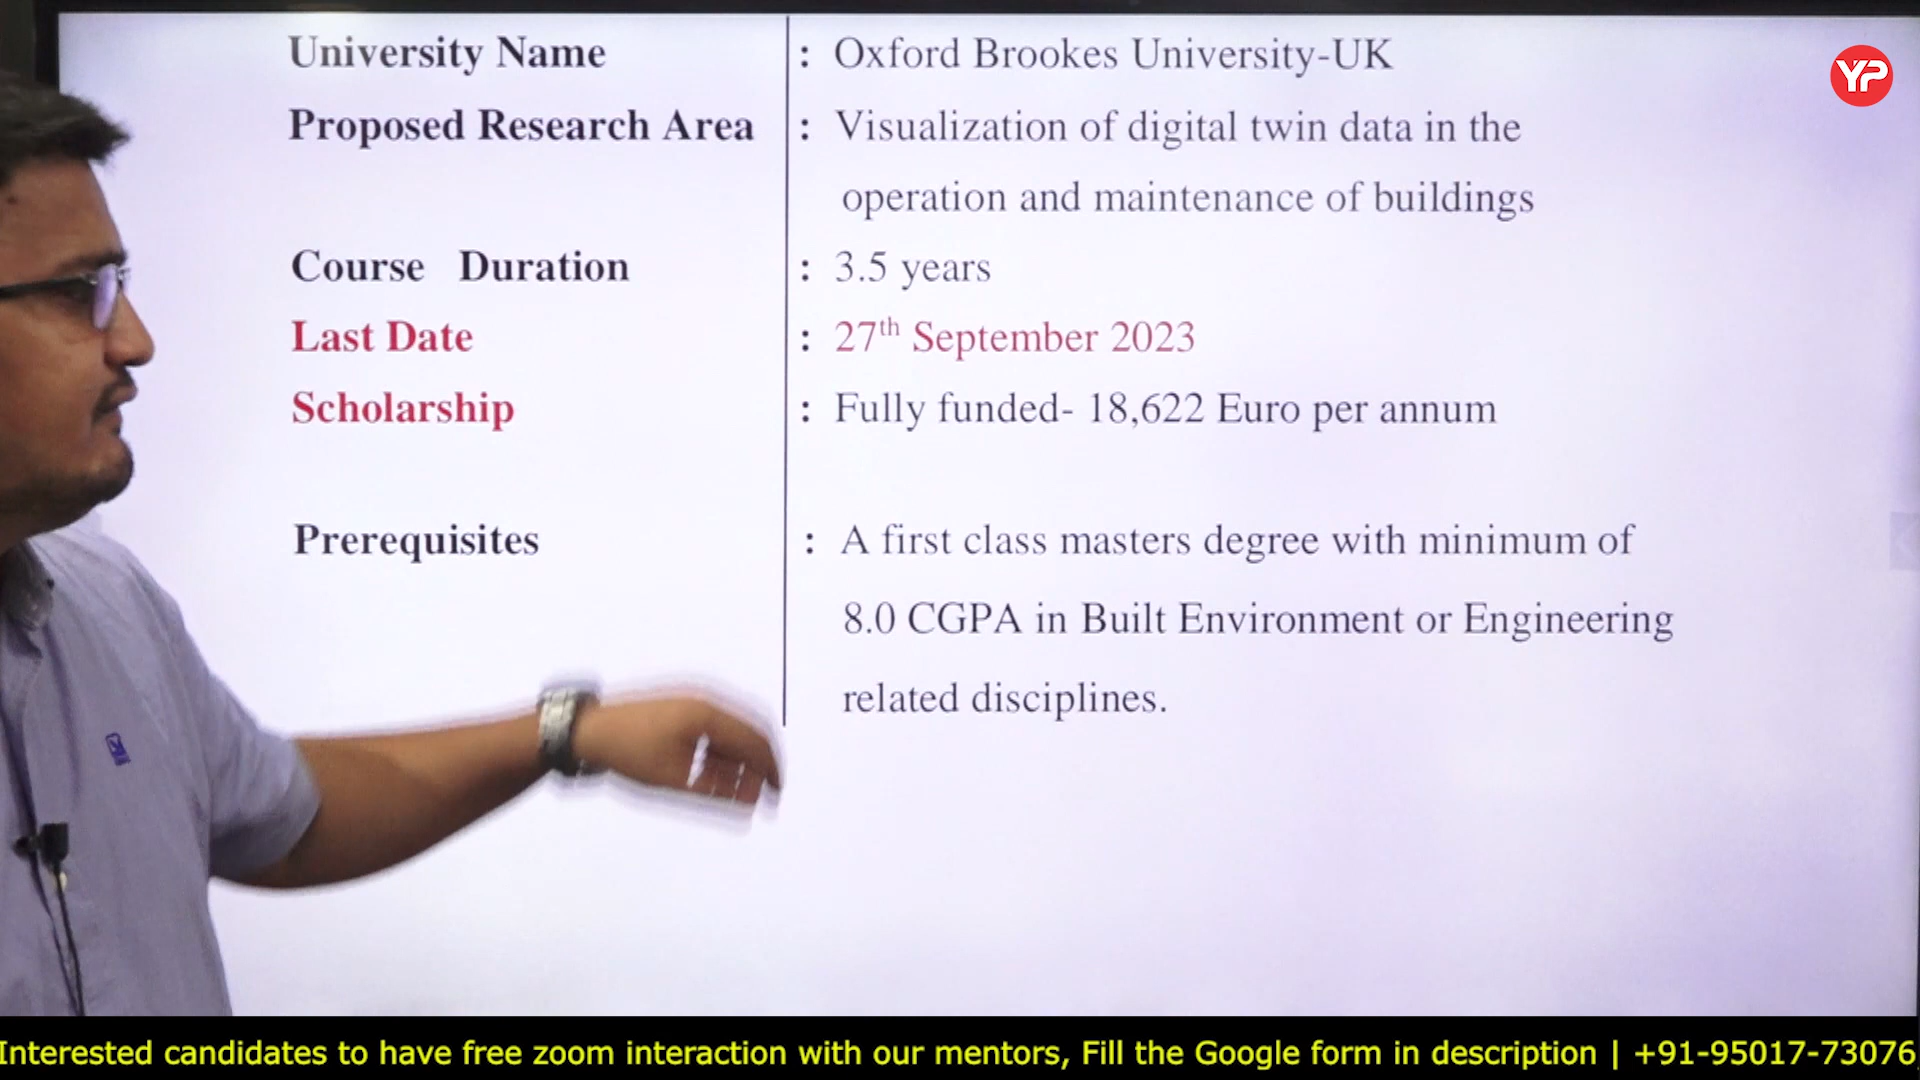 University Name : Oxford Brookes University-UK
YP
Proposed Research Area : Visualization of digital twin data in the
operation and maintenance of buildings
Course Duration : 3.5 years
Last Date : 27th September 2023
Scholarship : Fully funded- 18,622 Euro per annum
Prerequisites : A first class masters degree with minimum of
8.0 CGPA in Built Environment or Engineering
related disciplines.
Interested candidates to have free zoom interaction with our mentors, Fill the Google form in description | +91-95017-73076